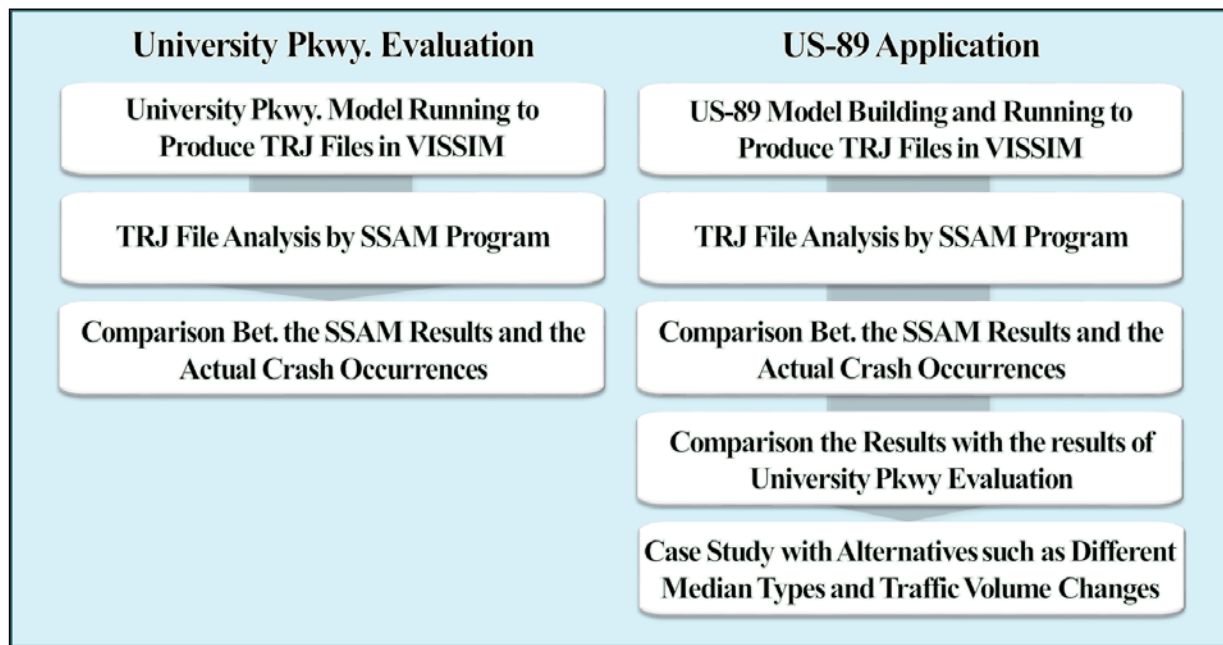 University Pkwy. Evaluation
University Pkwy. Model Running to
Produce TRJ Files in VISSIM
TRJ File Analysis by SSAM Program
Comparison Bet. the SSAM Results and the
Actual Crash Occurrences
US-89 Application
US-89 Model Building and Running to
Produce TRJ Files in VISSIM
TRJ File Analysis by SSAM Program
Comparison Bet. the SSAM Results and the
Actual Crash Occurrences
Comparison the Results with the results of
University Pkwy Evaluation
Case Study with Alternatives such as Different
Median Types and Traffic Volume Changes